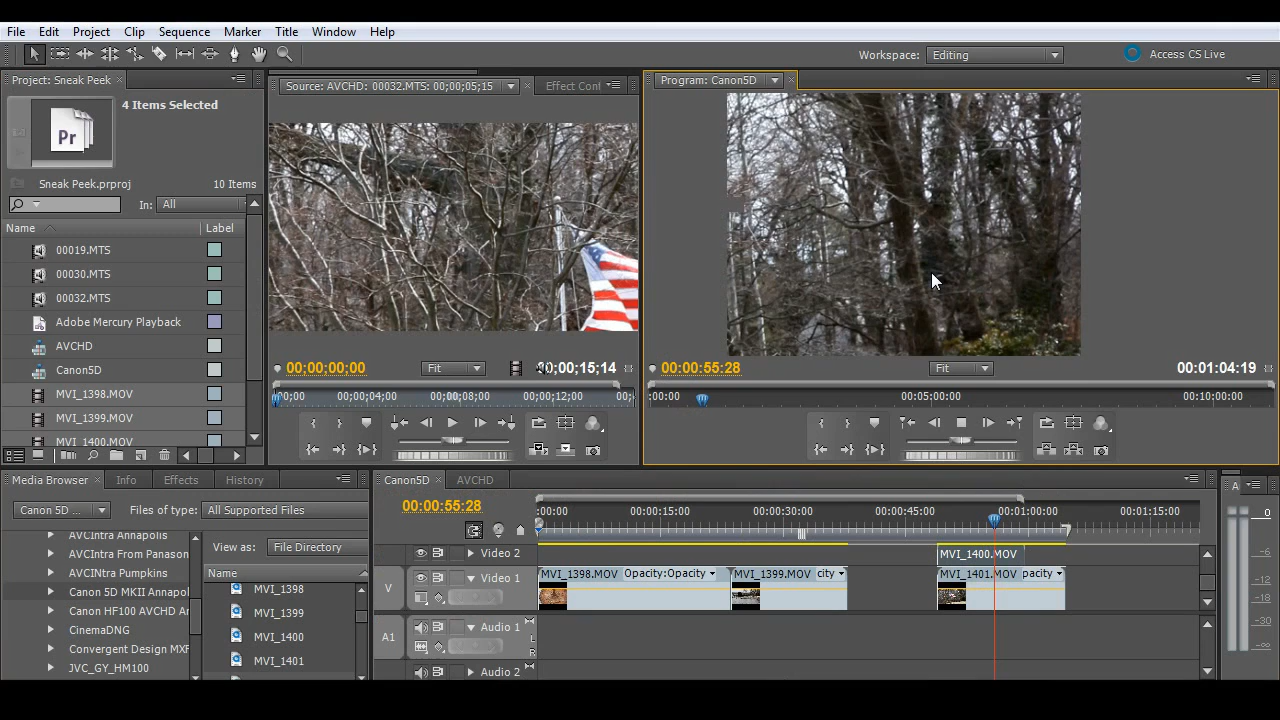 File Edit Project Clip Sequence Marker Title Window Help
Workspace: Editing Access CS Live
Project: Sneak Peek
4 Items Selected
Pr
Sneak Peek.prproj 10 Items
In: All
Name Label
00019.MTS
00030.MTS
00032.MTS
Adobe Mercury Playback
AVCHD
Canon5D
MVI_1398.MOV
MVI_1399.MOV
MVI_1400.MOV
Source: AVCHD: 00032.MTS: 00;00;05;15 Effect Cont
00;00;00;00 Fit 00;00;15;14
00;00 00;00;04;00 00;00;08;00 00;00;12;00 00;
Program: Canon5D
00:00:55:28 Fit 00:01:04:19
:00:00 00:05:00:00 00:10:00:00
Media Browser Info Effects History
Canon 5D ... Files of type: All Supported Files
View as: File Directory
AVCIntra Annapolis
AVCIntra From Panason
AVCIntra Pumpkins
Canon 5D MKII Annapol
Canon HF100 AVCHD Ar
CinemaDNG
Convergent Design MXF
JVC_GY_HM100
Name
MVI_1398
MVI_1399
MVI_1400
MVI_1401
Canon5D AVCHD
00:00:55:28
:00:00 00:00:15:00 00:00:30:00 00:00:45:00 00:01:00:00 00:01:15:00
Video 2 MVI_1400.MOV
V Video 1 MVI_1398.MOV Opacity:Opacity MVI_1399.MOV city MVI_1401.MOV pacity
A1 Audio 1 L R
Audio 2
A
0
-6
-12
-18
-30